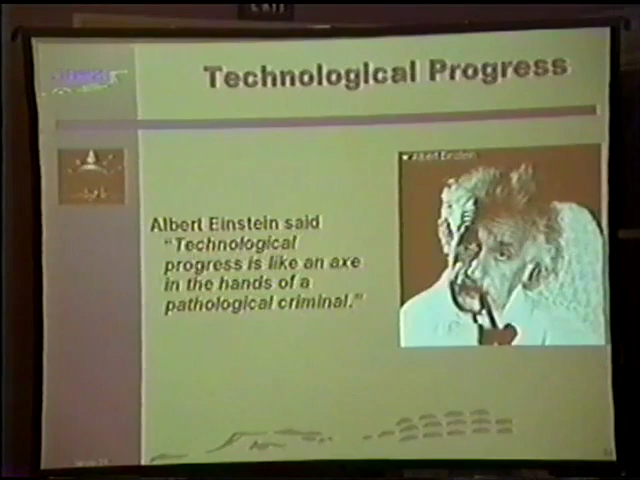 EXIT
Technological Progress
Albert Einstein
Albert Einstein said
“Technological
progress is like an axe
in the hands of a
pathological criminal.”